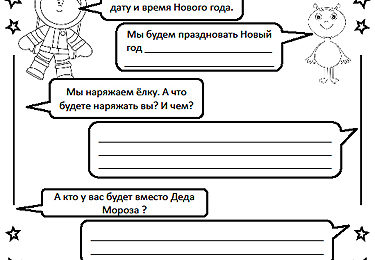 дату и время Нового года.
Мы будем праздновать Новый
год ____________________
Мы наряжаем ёлку. А что
будете наряжать вы? И чем?
А кто у вас будет вместо Деда
Мороза ?